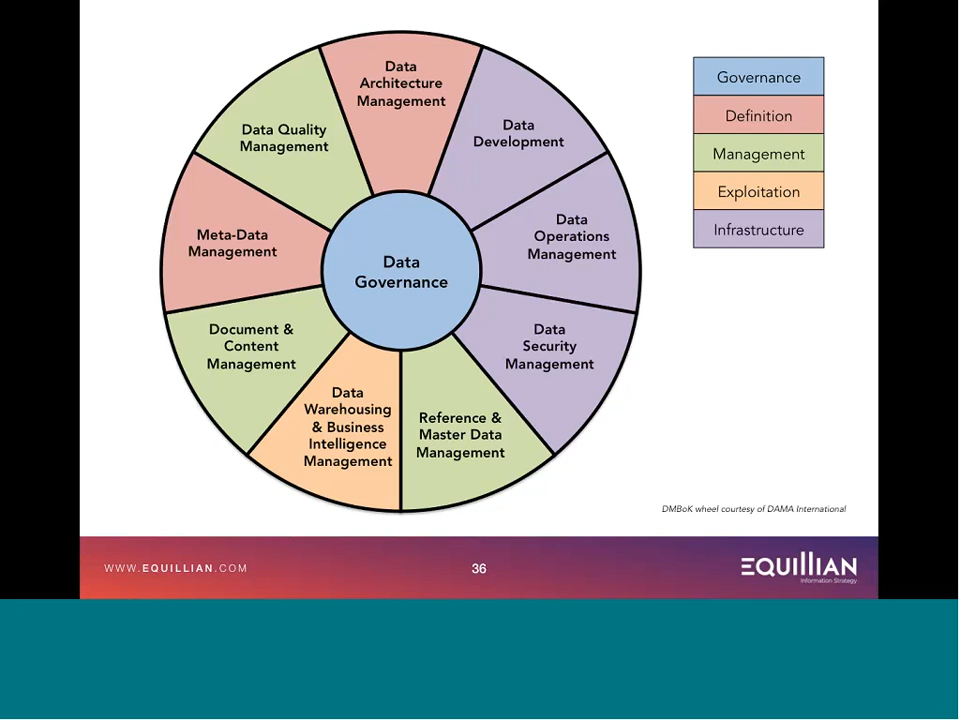 Data
Architecture
Management
Data
Development
Data
Operations
Management
Data
Security
Management
Reference &
Master Data
Management
Data
Warehousing
& Business
Intelligence
Management
Document &
Content
Management
Meta-Data
Management
Data Quality
Management
Data
Governance
Governance
Definition
Management
Exploitation
Infrastructure
DMBoK wheel courtesy of DAMA International
WWW.EQUILLIAN.COM
36
EQUILLIAN
Information Strategy